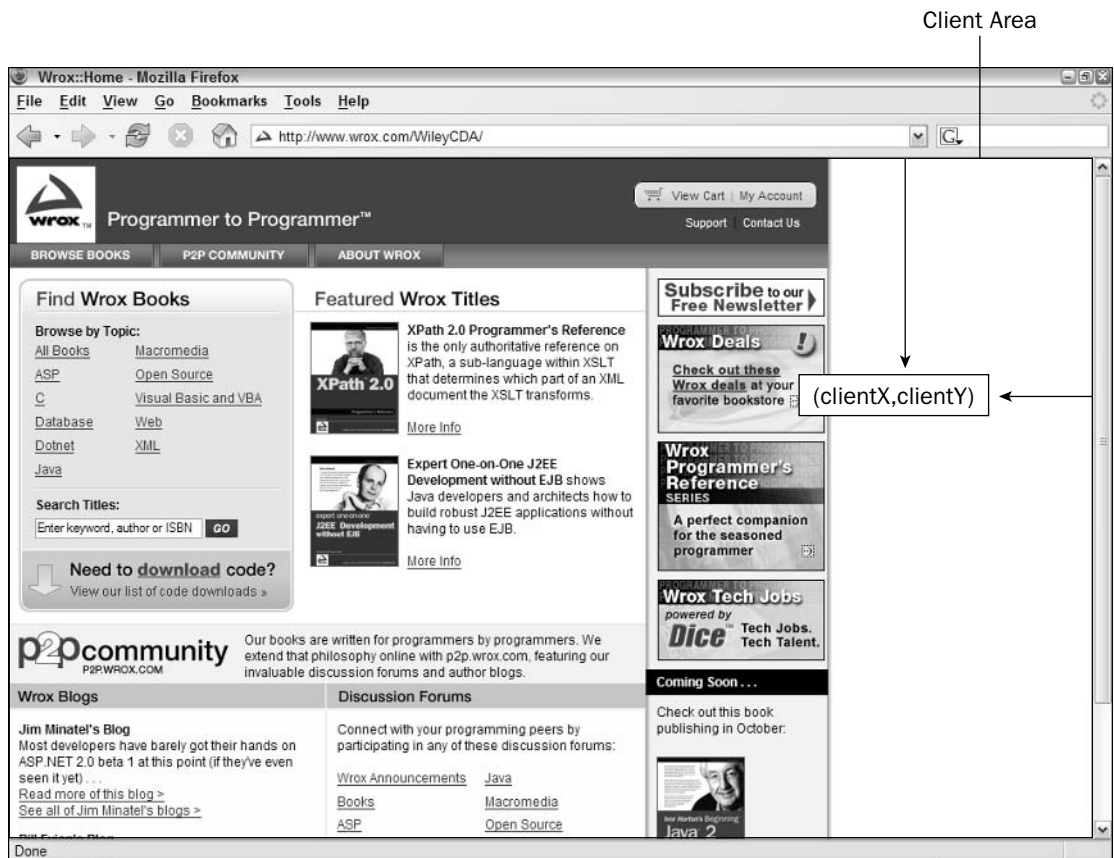 Client Area
Wrox::Home - Mozilla Firefox
File Edit View Go Bookmarks Tools Help
http://www.wrox.com/WileyCDA/
G
wrox™
Programmer to Programmer™
View Cart | My Account
Support | Contact Us
BROWSE BOOKS P2P COMMUNITY ABOUT WROX
Find Wrox Books
Browse by Topic:
All Books Macromedia
ASP Open Source
C Visual Basic and VBA
Database Web
Dotnet XML
Java
Search Titles:
Enter keyword, author or ISBN GO
Need to download code?
View our list of code downloads »
Featured Wrox Titles
XPath 2.0
XPath 2.0 Programmer's Reference
is the only authoritative reference on
XPath, a sub-language within XSLT
that determines which part of an XML
document the XSLT transforms.
More Info
expert one-on-one
J2EE Development
without EJB
Expert One-on-One J2EE
Development without EJB shows
Java developers and architects how to
build robust J2EE applications without
having to use EJB.
More Info
Subscribe to our
Free Newsletter
Wrox Deals
Check out these
Wrox deals at your
favorite bookstore
(clientX,clientY)
Wrox
Programmer's
Reference
SERIES
A perfect companion
for the seasoned
programmer
Wrox Tech Jobs
powered by
Dice™ Tech Jobs.
Tech Talent.
p2pcommunity
P2P.WROX.COM
Our books are written for programmers by programmers. We
extend that philosophy online with p2p.wrox.com, featuring our
invaluable discussion forums and author blogs.
Coming Soon . . .
Check out this book
publishing in October:
Ivor Horton's Beginning
Java 2
Wrox Blogs
Jim Minatel's Blog
Most developers have barely got their hands on
ASP.NET 2.0 beta 1 at this point (if they've even
seen it yet) . . .
Read more of this blog >
See all of Jim Minatel's blogs >
Discussion Forums
Connect with your programming peers by
participating in any of these discussion forums:
Wrox Announcements Java
Books Macromedia
ASP Open Source
Done